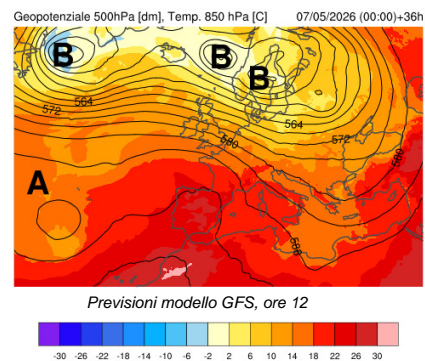 Geopotenziale 500hPa [dm], Temp. 850 hPa [C] 07/05/2026 (00:00)+36h
B B B
564
572
564
580
572
580
A
588
Previsioni modello GFS, ore 12
-30 -26 -22 -18 -14 -10 -6 -2 2 6 10 14 18 22 26 30